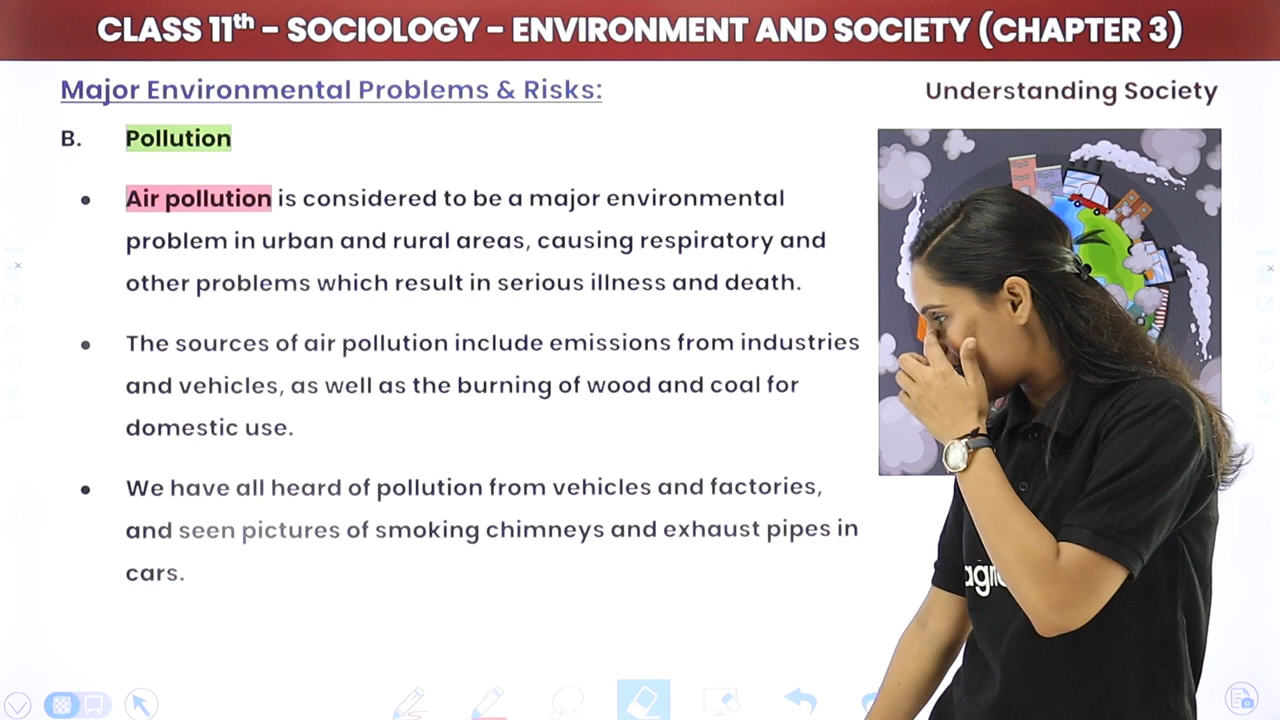 CLASS 11th - SOCIOLOGY - ENVIRONMENT AND SOCIETY (CHAPTER 3)
Major Environmental Problems & Risks:
Understanding Society
B. Pollution
• Air pollution is considered to be a major environmental
problem in urban and rural areas, causing respiratory and
other problems which result in serious illness and death.
• The sources of air pollution include emissions from industries
and vehicles, as well as the burning of wood and coal for
domestic use.
• We have all heard of pollution from vehicles and factories,
and seen pictures of smoking chimneys and exhaust pipes in
cars.